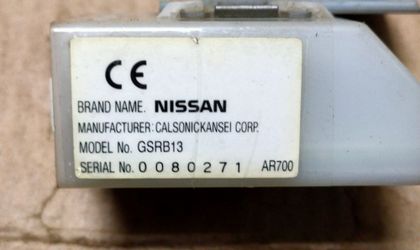 CE
BRAND NAME. NISSAN
MANUFACTURER: CALSONICKANSEI CORP.
MODEL No. GSRB13
SERIAL No. 0080271 AR700